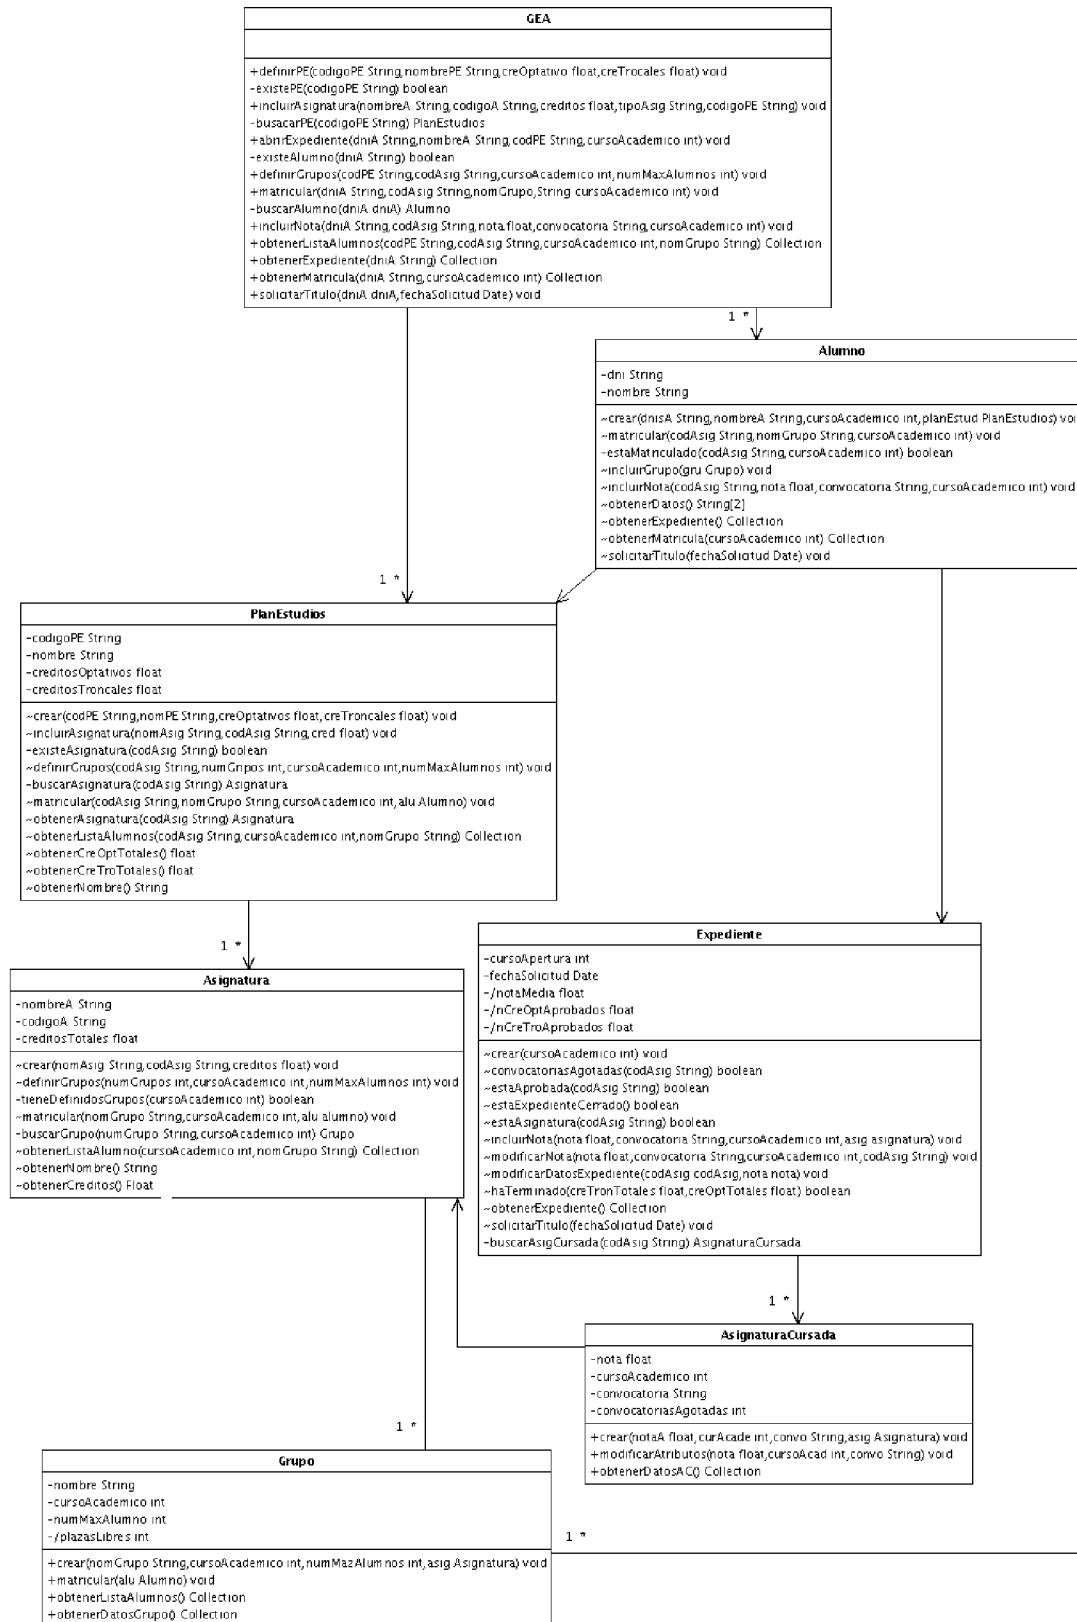 GEA
+definirPE(codigoPE String,nombrePE String,creOptativo float,creTrocales float) void
-existePE(codigoPE String) boolean
+incluirAsignatura(nombreA String,codigoA String,creditos float,tipoAsig String,codigoPE String) void
-busacarPE(codigoPE String) PlanEstudios
+abrirExpediente(dniA String,nombreA String,codPE String,cursoAcademico int) void
-existeAlumno(dniA String) boolean
+definirGrupos(codPE String,codAsig String,cursoAcademico int,numMaxAlumnos int) void
+matricular(dniA String,codAsig String,nomGrupo,String cursoAcademico int) void
-buscarAlumno(dniA dniA) Alumno
+incluirNota(dniA String,codAsig String,nota float,convocatoria String,cursoAcademico int) void
+obtenerListaAlumnos(codPE String,codAsig String,cursoAcademico int,nomGrupo String) Collection
+obtenerExpediente(dniA String) Collection
+obtenerMatricula(dniA String,cursoAcademico int) Collection
+solicitarTitulo(dniA dniA,fechaSolicitud Date) void
1 *
Alumno
-dni String
-nombre String
~crear(dnisA String,nombreA String,cursoAcademico int,planEstud PlanEstudios) voi
~matricular(codAsig String,nomGrupo String,cursoAcademico int) void
-estaMatriculado(codAsig String,cursoAcademico int) boolean
~incluirGrupo(gru Grupo) void
~incluirNota(codAsig String,nota float,convocatoria String,cursoAcademico int) void
~obtenerDatos() String[2]
~obtenerExpediente() Collection
~obtenerMatricula(cursoAcademico int) Collection
~solicitarTitulo(fechaSolicitud Date) void
1 *
PlanEstudios
-codigoPE String
-nombre String
-creditosOptativos float
-creditosTroncales float
~crear(codPE String,nomPE String,creOptativos float,creTroncales float) void
~incluirAsignatura(nomAsig String,codAsig String,cred float) void
-existeAsignatura(codAsig String) boolean
~definirGrupos(codAsig String,numGripos int,cursoAcademico int,numMaxAlumnos int) void
-buscarAsignatura(codAsig String) Asignatura
~matricular(codAsig String,nomGrupo String,cursoAcademico int,alu Alumno) void
~obtenerAsignatura(codAsig String) Asignatura
~obtenerListaAlumnos(codAsig String,cursoAcademico int,nomGrupo String) Collection
~obtenerCreOptTotales() float
~obtenerCreTroTotales() float
~obtenerNombre() String
1 *
Asignatura
-nombreA String
-codigoA String
-creditosTotales float
~crear(nomAsig String,codAsig String,creditos float) void
~definirGrupos(numGrupos int,cursoAcademico int,numMaxAlumnos int) void
-tieneDefinidosGrupos(cursoAcademico int) boolean
~matricular(nomGrupo String,cursoAcademico int,alu alumno) void
-buscarGrupo(numGrupo String,cursoAcademico int) Grupo
~obtenerListaAlumno(cursoAcademico int,nomGrupo String) Collection
~obtenerNombre() String
~obtenerCreditos() Float
Expediente
-cursoApertura int
-fechaSolicitud Date
-/notaMedia float
-/nCreOptAprobados float
-/nCreTroAprobados float
~crear(cursoAcademico int) void
~convocatoriasAgotadas(codAsig String) boolean
~estaAprobada(codAsig String) boolean
~estaExpedienteCerrado() boolean
~estaAsignatura(codAsig String) boolean
~incluirNota(nota float,convocatoria String,cursoAcademico int,asig asignatura) void
~modificarNota(nota float,convocatoria String,cursoAcademico int,codAsig String) void
~modificarDatosExpediente(codAsig codAsig,nota nota) void
~haTerminado(creTronTotales float,creOptTotales float) boolean
~obtenerExpediente() Collection
~solicitarTitulo(fechaSolicitud Date) void
-buscarAsigCursada(codAsig String) AsignaturaCursada
1 *
AsignaturaCursada
-nota float
-cursoAcademico int
-convocatoria String
-convocatoriasAgotadas int
+crear(notaA float,curAcade int,convo String,asig Asignatura) void
+modificarAtributos(nota float,cursoAcad int,convo String) void
+obtenerDatosAC() Collection
1 *
Grupo
-nombre String
-cursoAcademico int
-numMaxAlumno int
-/plazasLibres int
+crear(nomGrupo String,cursoAcademico int,numMazAlumnos int,asig Asignatura) void
+matricular(alu Alumno) void
+obtenerListaAlumnos() Collection
+obtenerDatosGrupo() Collection
1 *